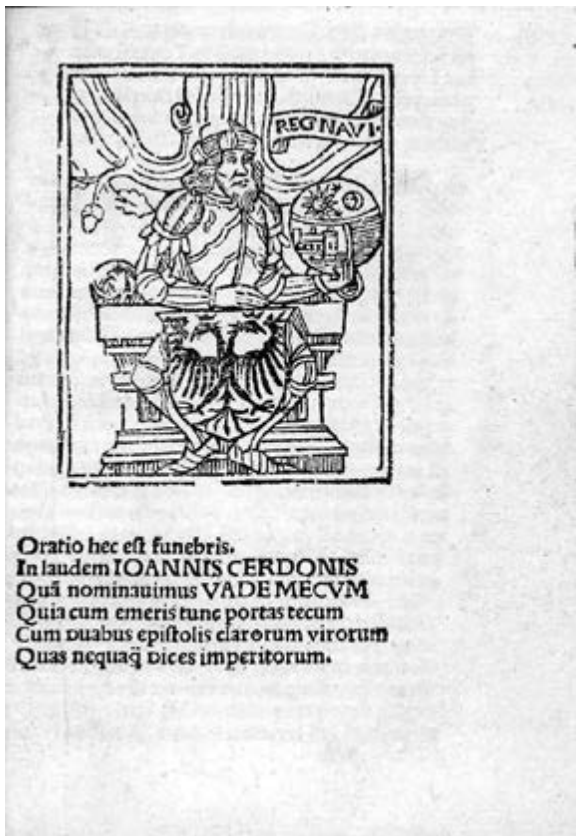 REGNAVI·
Oratio hec eſt funebris.
In laudem IOANNIS CERDONIS
Quã nominauimus VADE MECVM
Quia cum emeris tunc portas tecum
Cum duabus epiſtolis clarorum virorum
Quas nequaq̃ dices imperitorum.